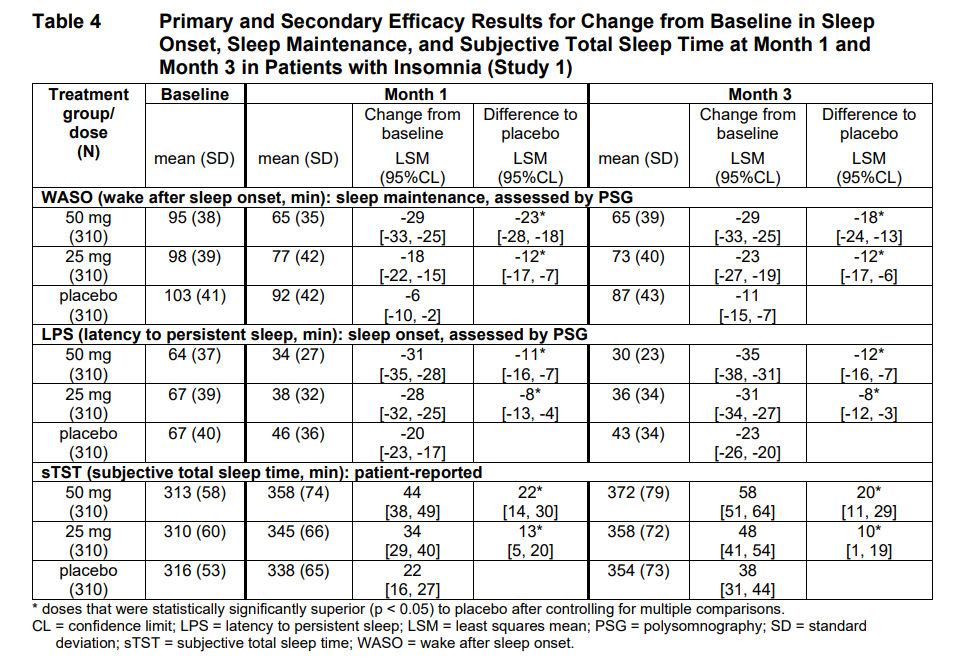 Table 4 Primary and Secondary Efficacy Results for Change from Baseline in Sleep
Onset, Sleep Maintenance, and Subjective Total Sleep Time at Month 1 and
Month 3 in Patients with Insomnia (Study 1)
Treatment Baseline Month 1 Month 3
group/ Change from Difference to Change from Difference to
dose baseline placebo baseline placebo
(N) mean (SD) mean (SD) LSM LSM mean (SD) LSM LSM
(95%CL) (95%CL) (95%CL) (95%CL)
WASO (wake after sleep onset, min): sleep maintenance, assessed by PSG
50 mg 95 (38) 65 (35) -29 -23* 65 (39) -29 -18*
(310) [-33, -25] [-28, -18] [-33, -25] [-24, -13]
25 mg 98 (39) 77 (42) -18 -12* 73 (40) -23 -12*
(310) [-22, -15] [-17, -7] [-27, -19] [-17, -6]
placebo 103 (41) 92 (42) -6 87 (43) -11
(310) [-10, -2] [-15, -7]
LPS (latency to persistent sleep, min): sleep onset, assessed by PSG
50 mg 64 (37) 34 (27) -31 -11* 30 (23) -35 -12*
(310) [-35, -28] [-16, -7] [-38, -31] [-16, -7]
25 mg 67 (39) 38 (32) -28 -8* 36 (34) -31 -8*
(310) [-32, -25] [-13, -4] [-34, -27] [-12, -3]
placebo 67 (40) 46 (36) -20 43 (34) -23
(310) [-23, -17] [-26, -20]
sTST (subjective total sleep time, min): patient-reported
50 mg 313 (58) 358 (74) 44 22* 372 (79) 58 20*
(310) [38, 49] [14, 30] [51, 64] [11, 29]
25 mg 310 (60) 345 (66) 34 13* 358 (72) 48 10*
(310) [29, 40] [5, 20] [41, 54] [1, 19]
placebo 316 (53) 338 (65) 22 354 (73) 38
(310) [16, 27] [31, 44]
* doses that were statistically significantly superior (p < 0.05) to placebo after controlling for multiple comparisons.
CL = confidence limit; LPS = latency to persistent sleep; LSM = least squares mean; PSG = polysomnography; SD = standard
deviation; sTST = subjective total sleep time; WASO = wake after sleep onset.